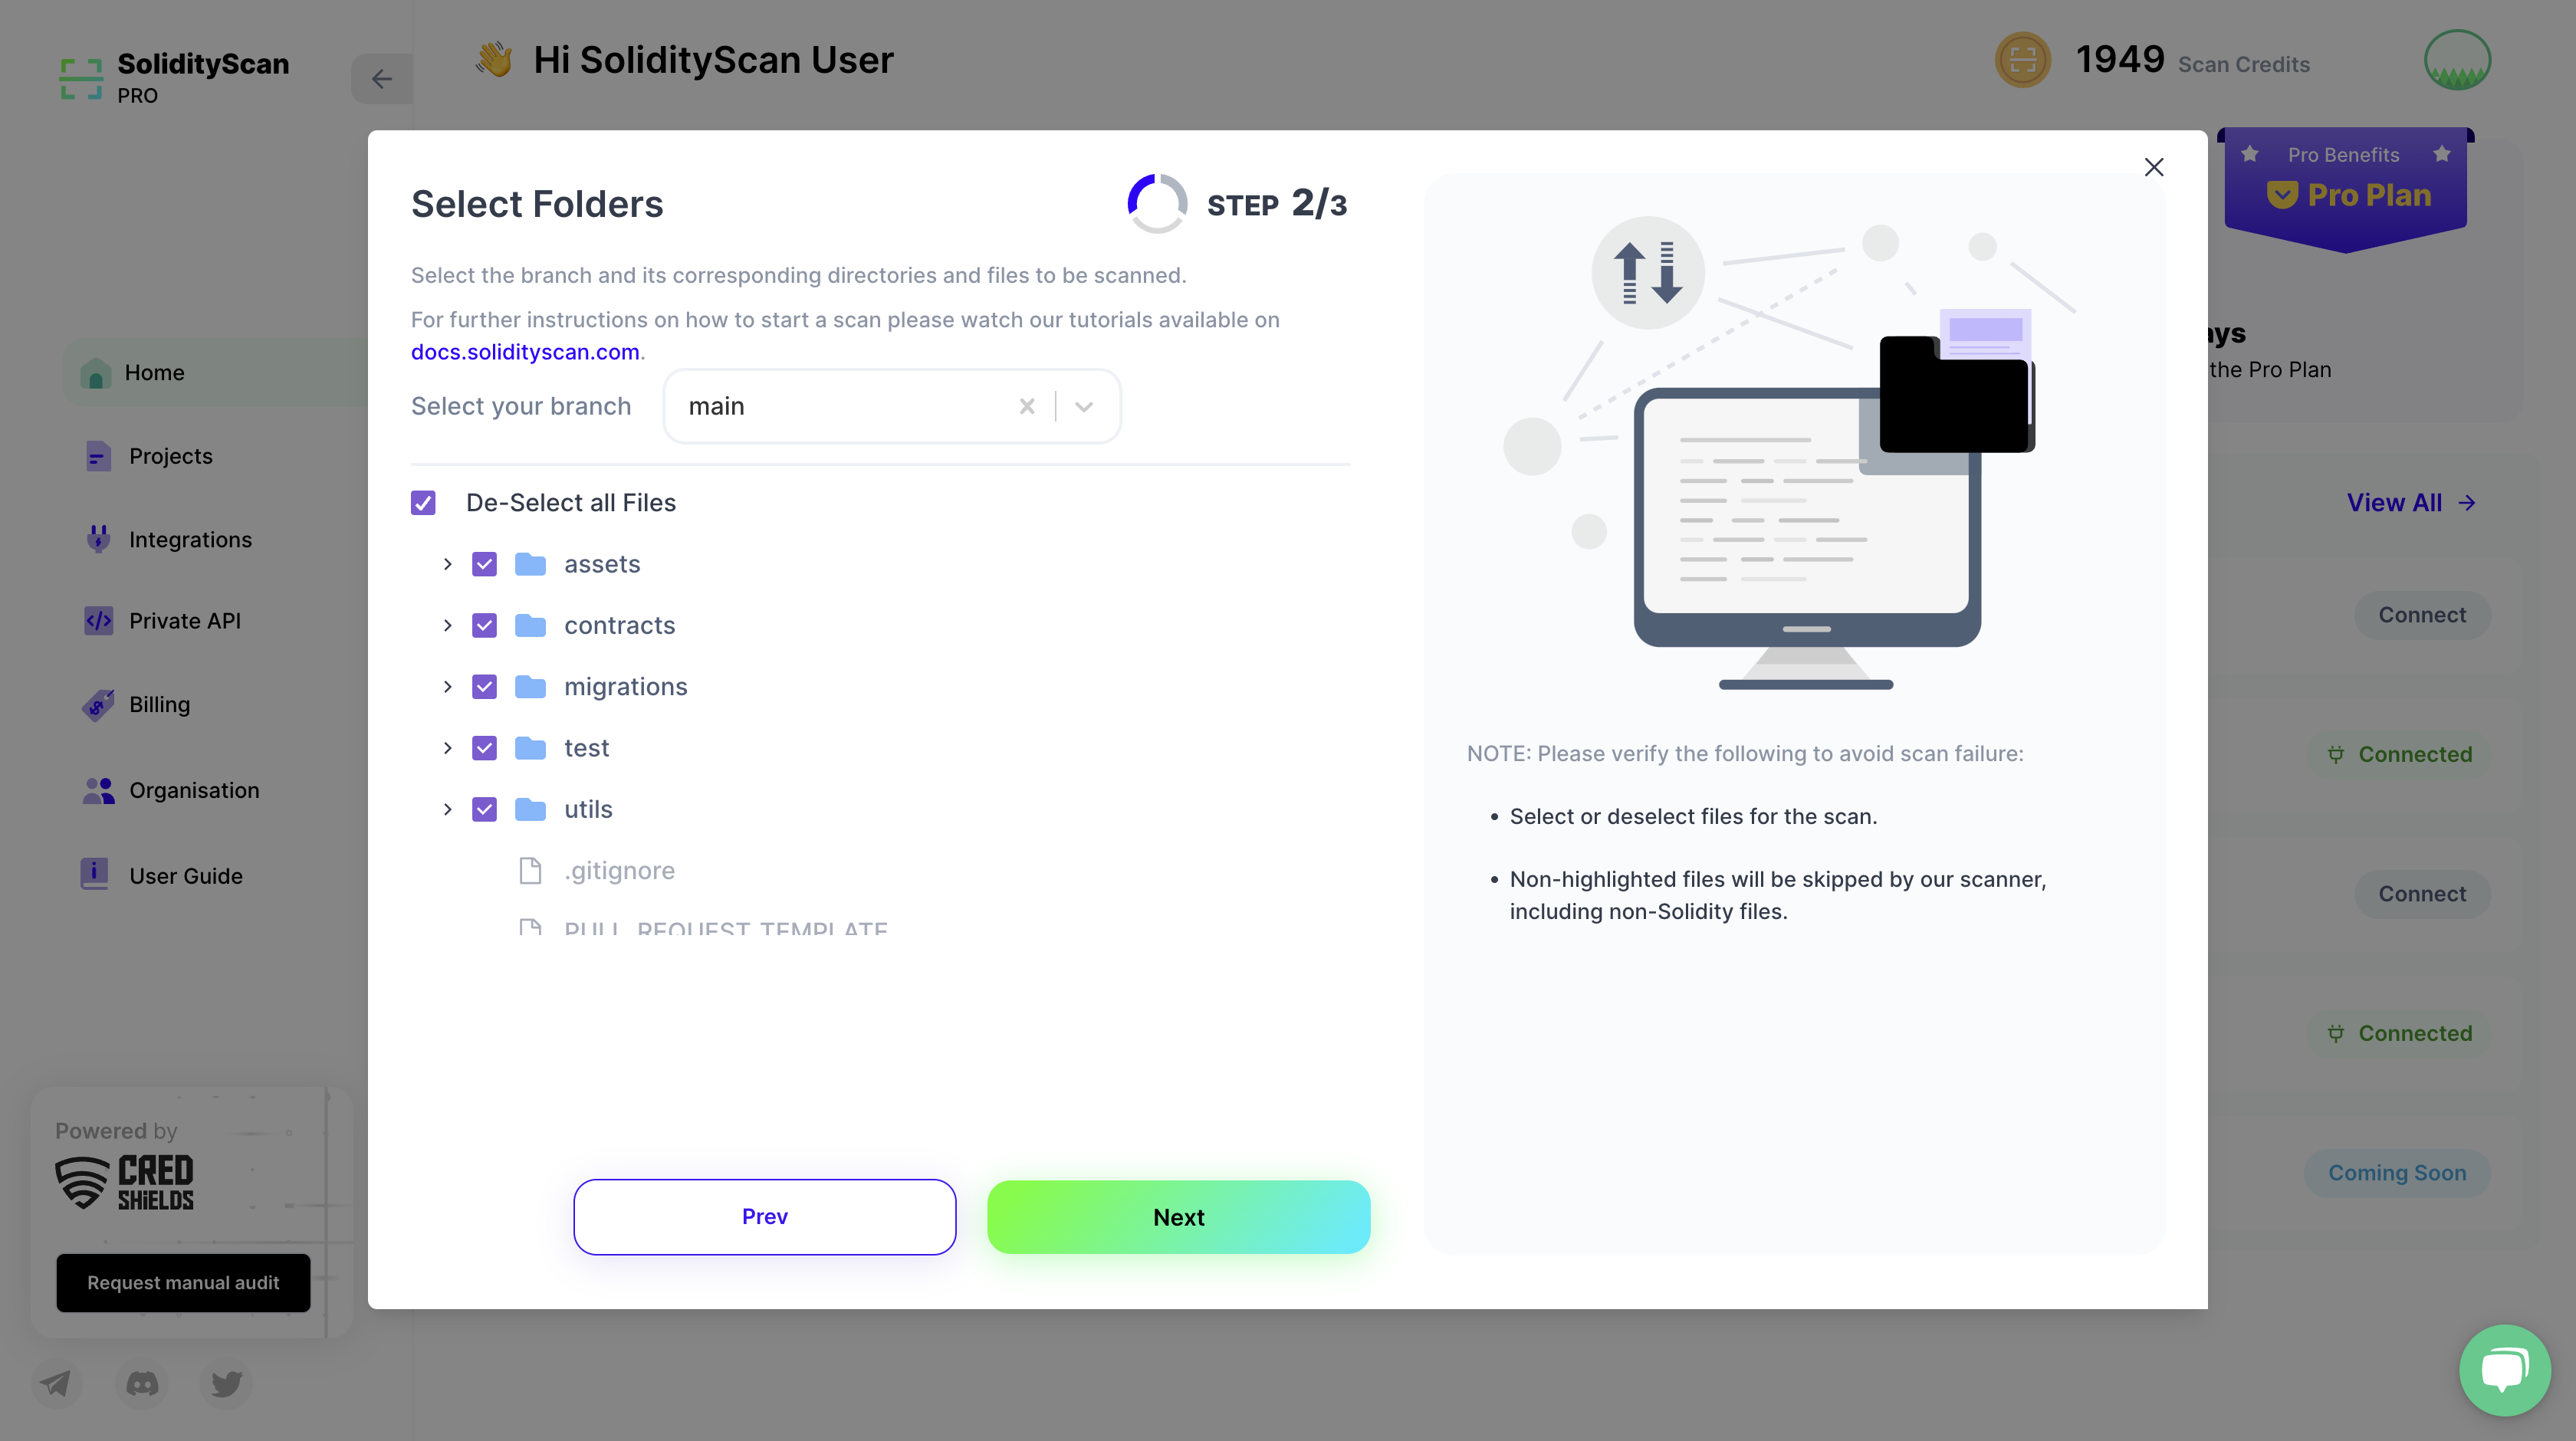 SolidityScan
PRO
Hi SolidityScan User
1949 Scan Credits
Pro Benefits
Pro Plan
Home
Projects
Integrations
Private API
Billing
Organisation
User Guide
Powered by
CRED
SHiELDS
Request manual audit
Select Folders
STEP 2/3
Select the branch and its corresponding directories and files to be scanned.
For further instructions on how to start a scan please watch our tutorials available on
docs.solidityscan.com.
Select your branch
main
De-Select all Files
assets
contracts
migrations
test
utils
.gitignore
PULL_REQUEST_TEMPLATE
Prev
Next
NOTE: Please verify the following to avoid scan failure:
• Select or deselect files for the scan.
• Non-highlighted files will be skipped by our scanner,
including non-Solidity files.
the Pro Plan
View All
Connect
Connected
Connect
Connected
Coming Soon